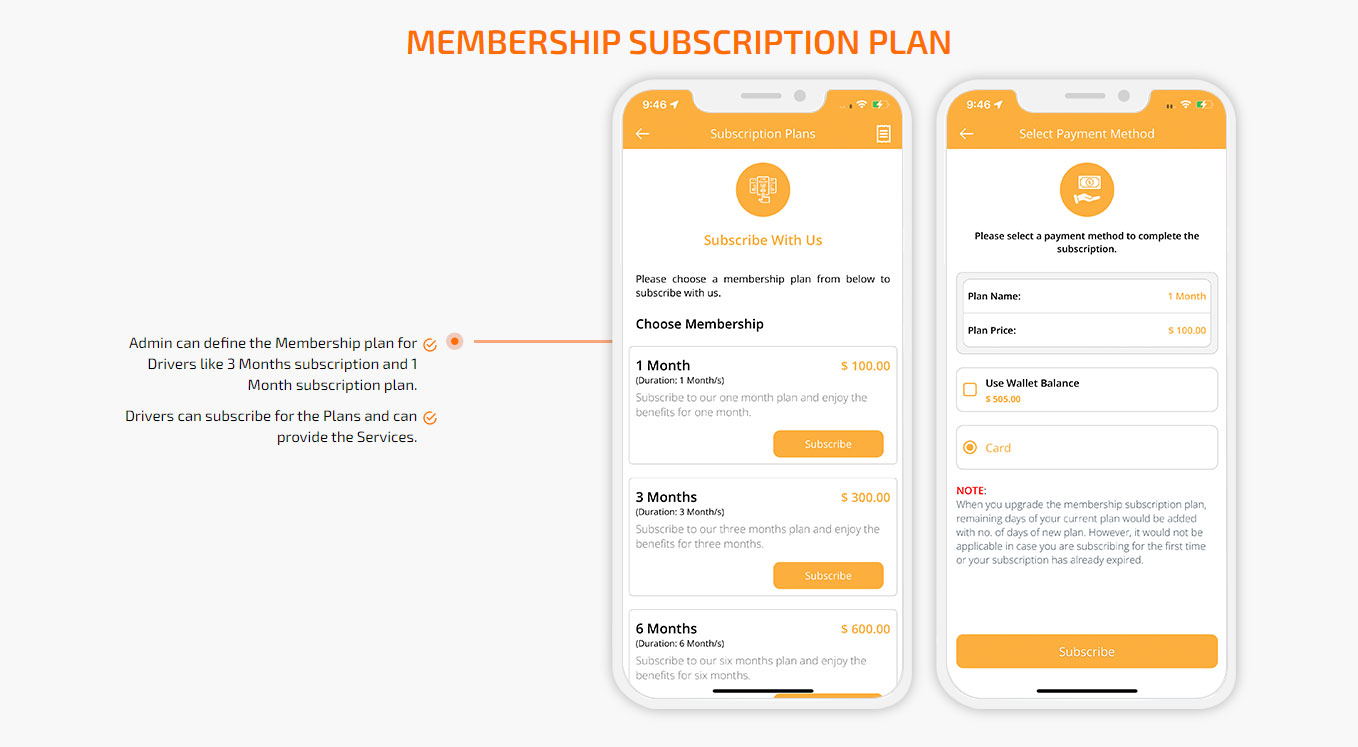 MEMBERSHIP SUBSCRIPTION PLAN
Admin can define the Membership plan for
Drivers like 3 Months subscription and 1
Month subscription plan.
Drivers can subscribe for the Plans and can
provide the Services.
9:46
Subscription Plans
Subscribe With Us
Please choose a membership plan from below to
subscribe with us.
Choose Membership
1 Month $ 100.00
(Duration: 1 Month/s)
Subscribe to our one month plan and enjoy the
benefits for one month.
Subscribe
3 Months $ 300.00
(Duration: 3 Month/s)
Subscribe to our three months plan and enjoy the
benefits for three months.
Subscribe
6 Months $ 600.00
(Duration: 6 Month/s)
Subscribe to our six months plan and enjoy the
benefits for six months.
9:46
Select Payment Method
Please select a payment method to complete the
subscription.
Plan Name: 1 Month
Plan Price: $ 100.00
Use Wallet Balance
$ 505.00
Card
NOTE:
When you upgrade the membership subscription plan,
remaining days of your current plan would be added
with no. of days of new plan. However, it would not be
applicable in case you are subscribing for the first time
or your subscription has already expired.
Subscribe